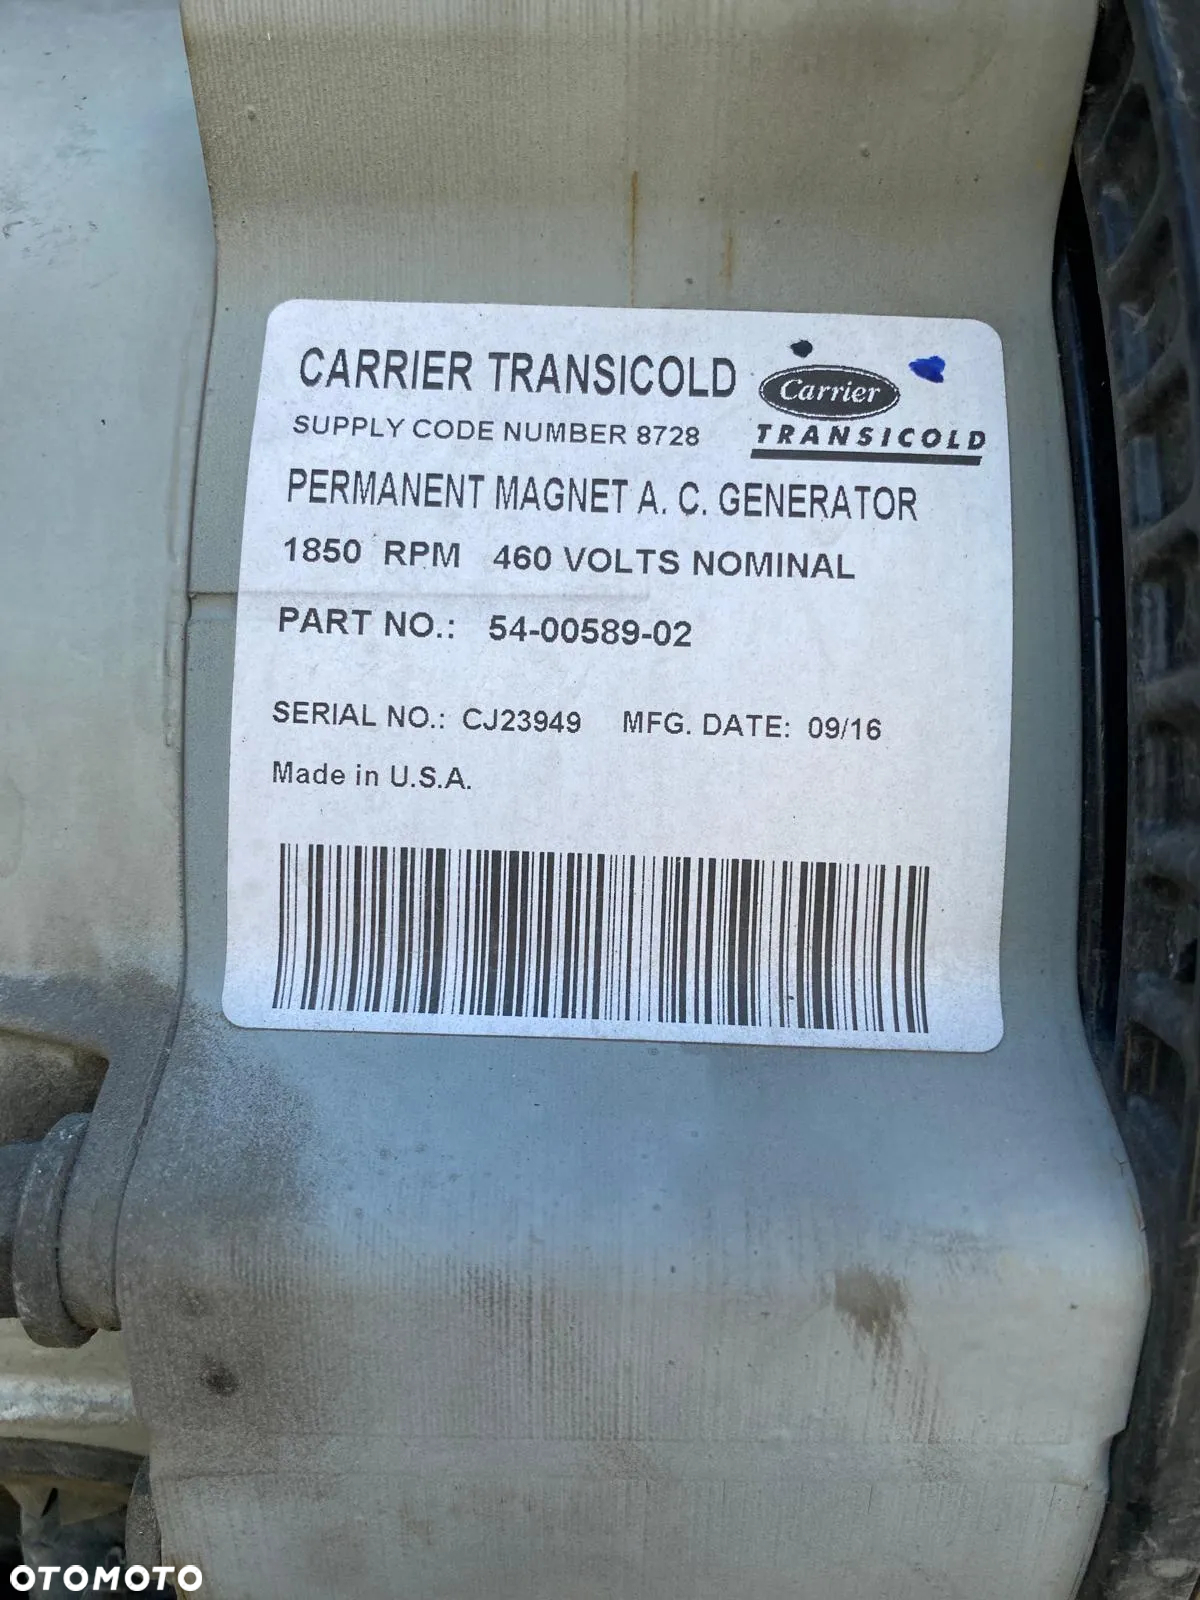 CARRIER TRANSICOLD
Carrier
TRANSICOLD
SUPPLY CODE NUMBER 8728
PERMANENT MAGNET A. C. GENERATOR
1850 RPM 460 VOLTS NOMINAL
PART NO.: 54-00589-02
SERIAL NO.: CJ23949 MFG. DATE: 09/16
Made in U.S.A.
OTOMOTO